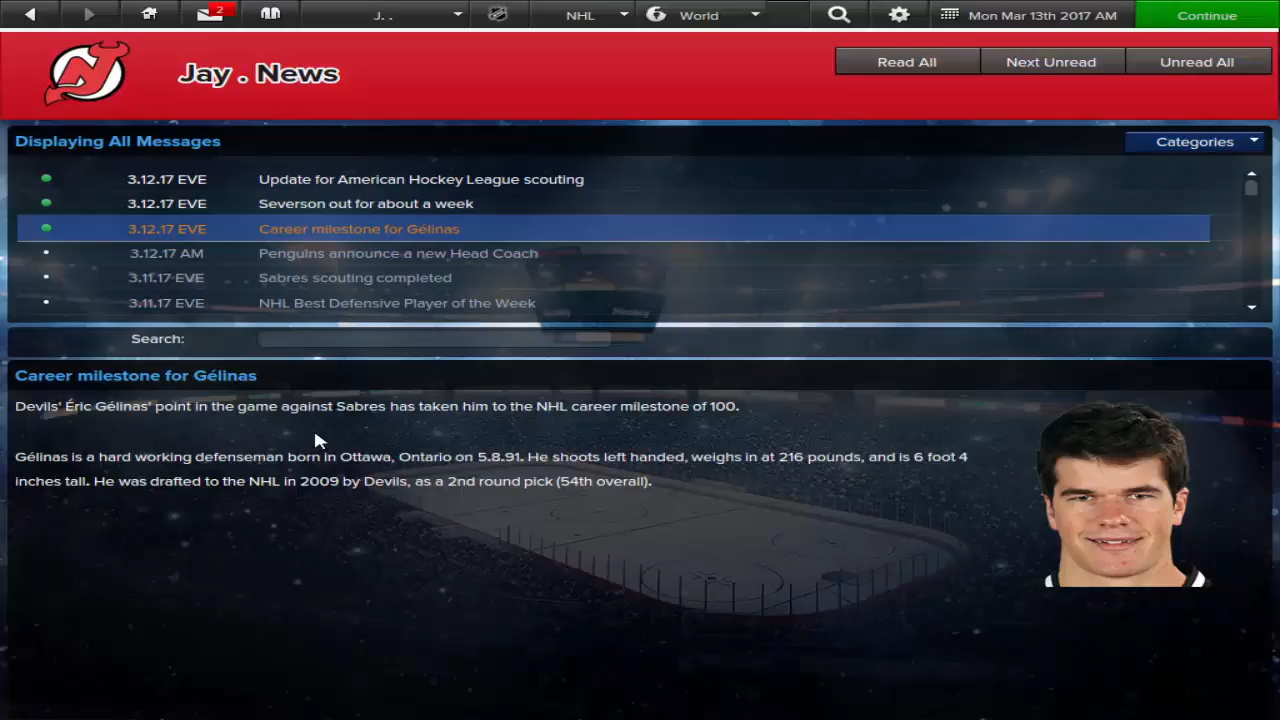 2
J. .
NHL
World
Mon Mar 13th 2017 AM
Continue
Jay . News
Read All
Next Unread
Unread All
Displaying All Messages
Categories
3.12.17 EVE Update for American Hockey League scouting
3.12.17 EVE Severson out for about a week
3.12.17 EVE Career milestone for Gélinas
3.12.17 AM Penguins announce a new Head Coach
3.11.17 EVE Sabres scouting completed
3.11.17 EVE NHL Best Defensive Player of the Week
Search:
Career milestone for Gélinas
Devils' Éric Gélinas' point in the game against Sabres has taken him to the NHL career milestone of 100.
Gélinas is a hard working defenseman born in Ottawa, Ontario on 5.8.91. He shoots left handed, weighs in at 216 pounds, and is 6 foot 4
inches tall. He was drafted to the NHL in 2009 by Devils, as a 2nd round pick (54th overall).